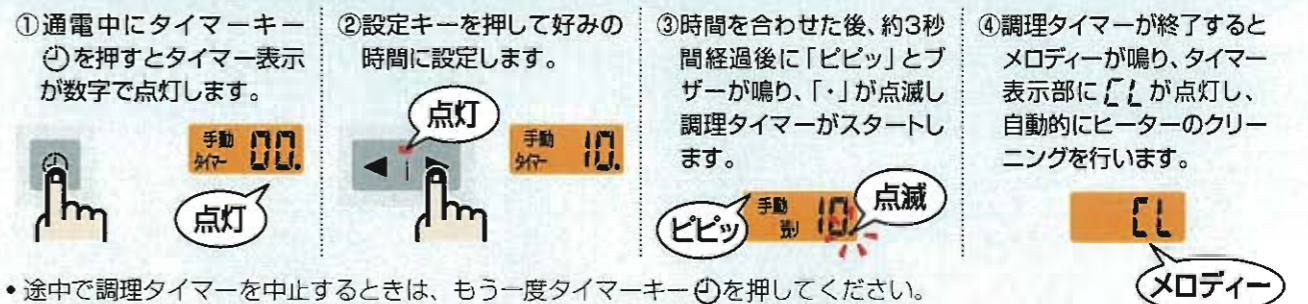 ①通電中にタイマーキー
を押すとタイマー表示
が数字で点灯します。
手動
タイマー 00.
点灯
②設定キーを押して好みの
時間に設定します。
点灯
手動
タイマー 10.
③時間を合わせた後、約3秒
間経過後に「ピピッ」とブ
ザーが鳴り、「・」が点滅し
調理タイマーがスタートし
ます。
ピピッ
手動
残り 10.
点滅
④調理タイマーが終了すると
メロディーが鳴り、タイマー
表示部にCLが点灯し、
自動的にヒーターのクリー
ニングを行います。
CL
メロディー
•途中で調理タイマーを中止するときは、もう一度タイマーキーを押してください。